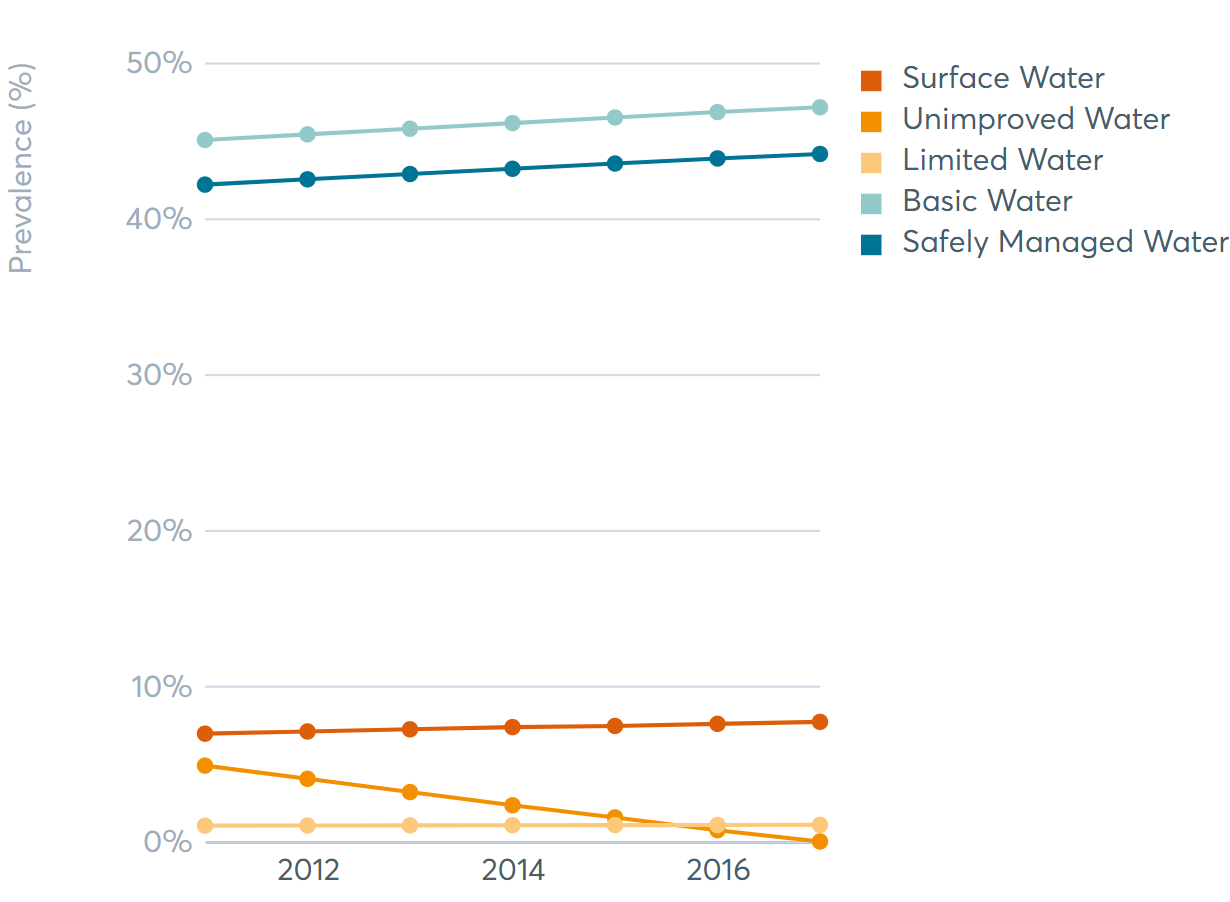 Prevalence (%)
50%
40%
30%
20%
10%
0%
2012
2014
2016
Surface Water
Unimproved Water
Limited Water
Basic Water
Safely Managed Water